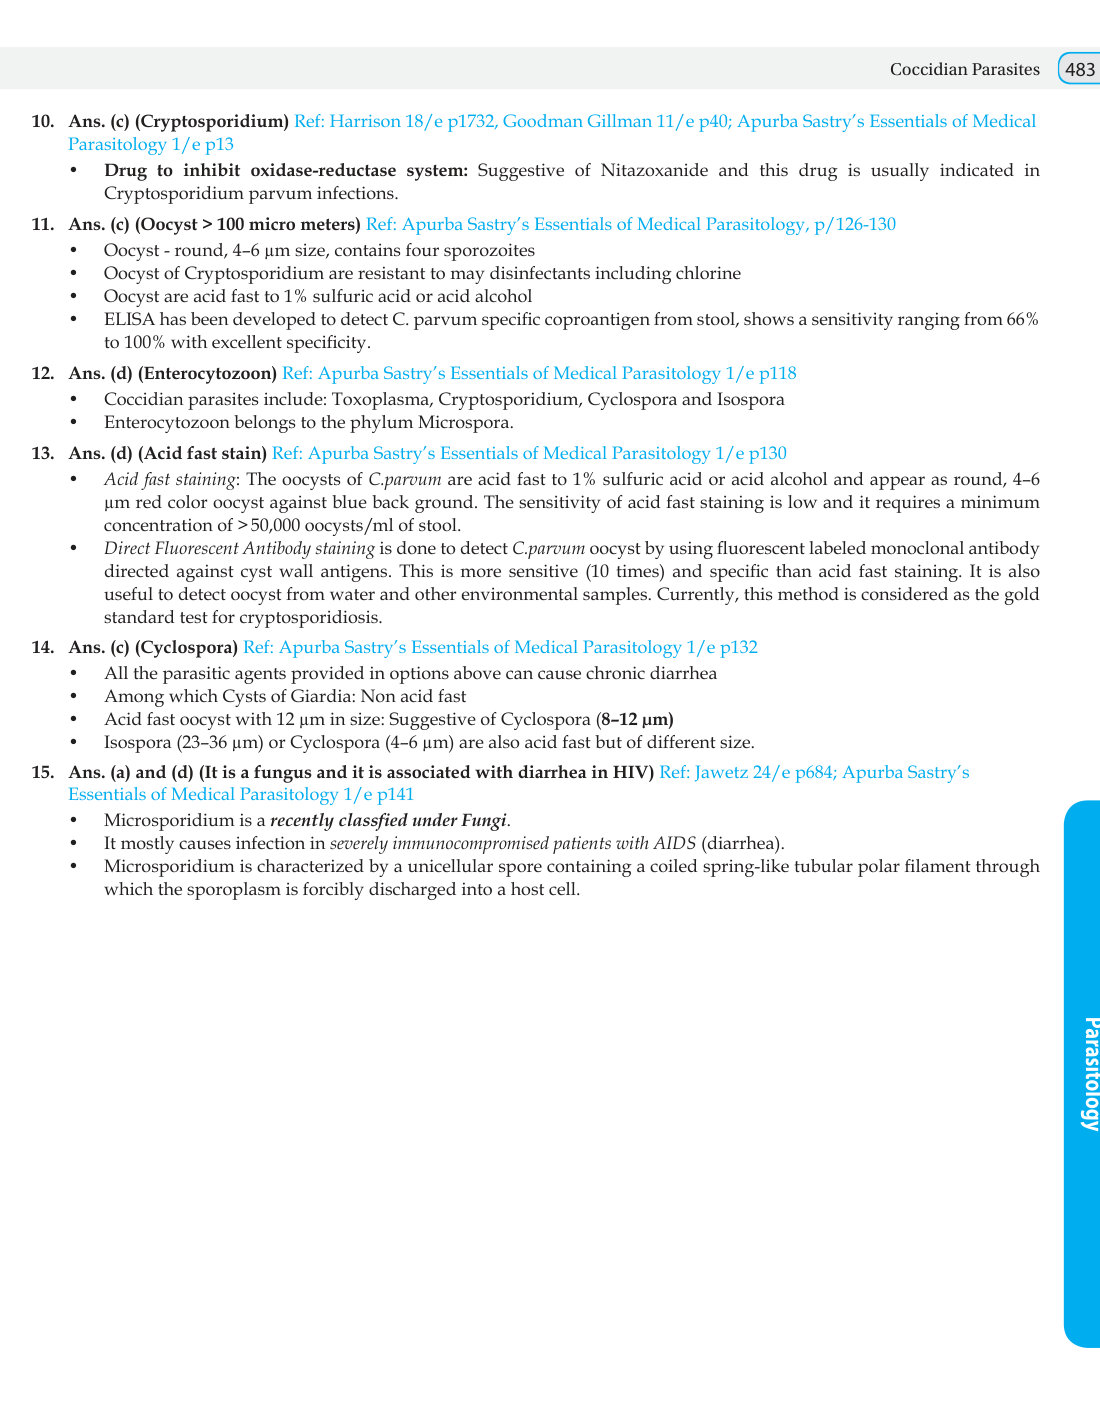 Coccidian Parasites 483
10. Ans. (c) (Cryptosporidium) Ref: Harrison 18/e p1732, Goodman Gillman 11/e p40; Apurba Sastry's Essentials of Medical
Parasitology 1/e p13
• Drug to inhibit oxidase-reductase system: Suggestive of Nitazoxanide and this drug is usually indicated in
Cryptosporidium parvum infections.
11. Ans. (c) (Oocyst > 100 micro meters) Ref: Apurba Sastry's Essentials of Medical Parasitology, p/126-130
• Oocyst - round, 4–6 µm size, contains four sporozoites
• Oocyst of Cryptosporidium are resistant to may disinfectants including chlorine
• Oocyst are acid fast to 1% sulfuric acid or acid alcohol
• ELISA has been developed to detect C. parvum specific coproantigen from stool, shows a sensitivity ranging from 66%
to 100% with excellent specificity.
12. Ans. (d) (Enterocytozoon) Ref: Apurba Sastry's Essentials of Medical Parasitology 1/e p118
• Coccidian parasites include: Toxoplasma, Cryptosporidium, Cyclospora and Isospora
• Enterocytozoon belongs to the phylum Microspora.
13. Ans. (d) (Acid fast stain) Ref: Apurba Sastry's Essentials of Medical Parasitology 1/e p130
• Acid fast staining: The oocysts of C.parvum are acid fast to 1% sulfuric acid or acid alcohol and appear as round, 4–6
µm red color oocyst against blue back ground. The sensitivity of acid fast staining is low and it requires a minimum
concentration of > 50,000 oocysts/ml of stool.
• Direct Fluorescent Antibody staining is done to detect C.parvum oocyst by using fluorescent labeled monoclonal antibody
directed against cyst wall antigens. This is more sensitive (10 times) and specific than acid fast staining. It is also
useful to detect oocyst from water and other environmental samples. Currently, this method is considered as the gold
standard test for cryptosporidiosis.
14. Ans. (c) (Cyclospora) Ref: Apurba Sastry's Essentials of Medical Parasitology 1/e p132
• All the parasitic agents provided in options above can cause chronic diarrhea
• Among which Cysts of Giardia: Non acid fast
• Acid fast oocyst with 12 µm in size: Suggestive of Cyclospora (8–12 µm)
• Isospora (23–36 µm) or Cyclospora (4–6 µm) are also acid fast but of different size.
15. Ans. (a) and (d) (It is a fungus and it is associated with diarrhea in HIV) Ref: Jawetz 24/e p684; Apurba Sastry's
Essentials of Medical Parasitology 1/e p141
• Microsporidium is a recently classfied under Fungi.
• It mostly causes infection in severely immunocompromised patients with AIDS (diarrhea).
• Microsporidium is characterized by a unicellular spore containing a coiled spring-like tubular polar filament through
which the sporoplasm is forcibly discharged into a host cell.
Parasitology